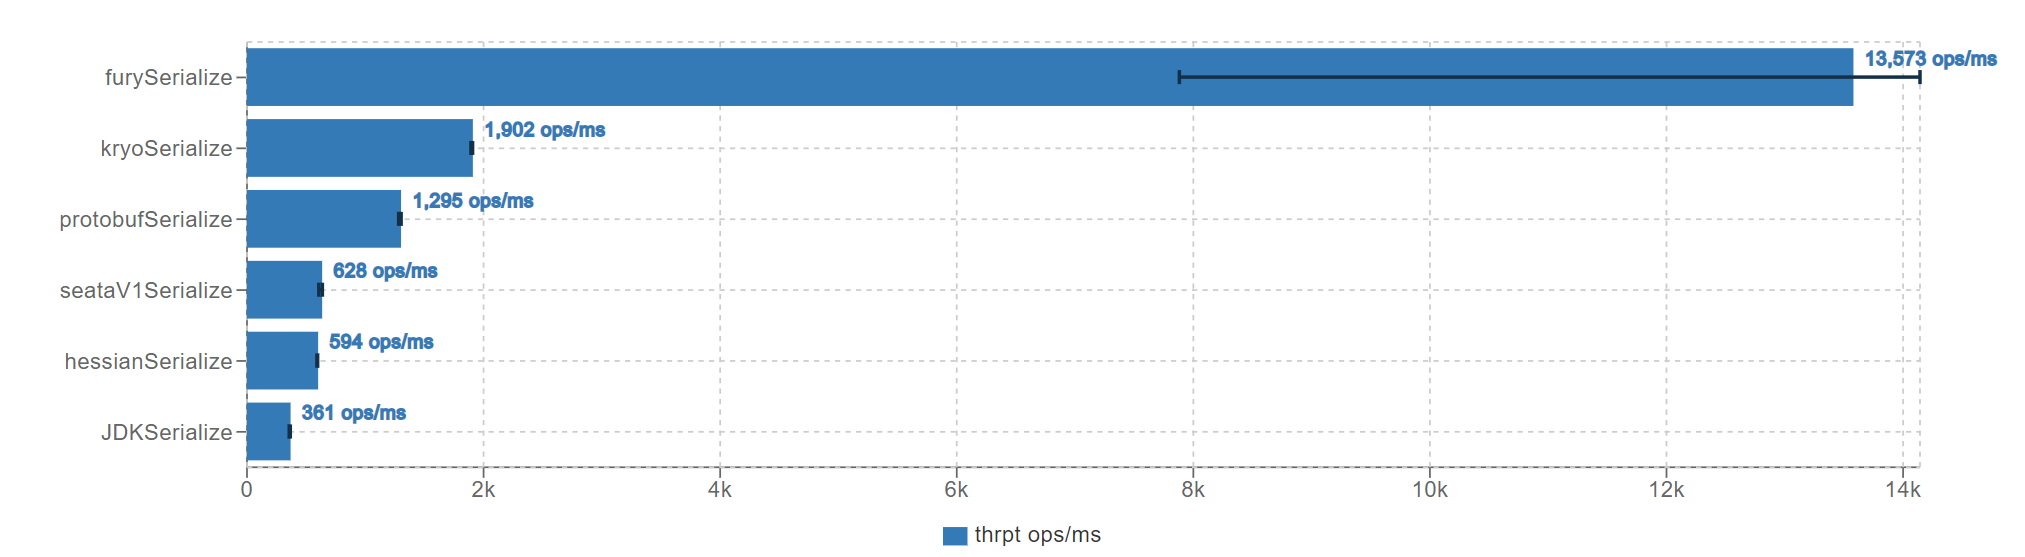 furySerialize 13,573 ops/ms
kryoSerialize 1,902 ops/ms
protobufSerialize 1,295 ops/ms
seataV1Serialize 628 ops/ms
hessianSerialize 594 ops/ms
JDKSerialize 361 ops/ms
0 2k 4k 6k 8k 10k 12k 14k
thrpt ops/ms